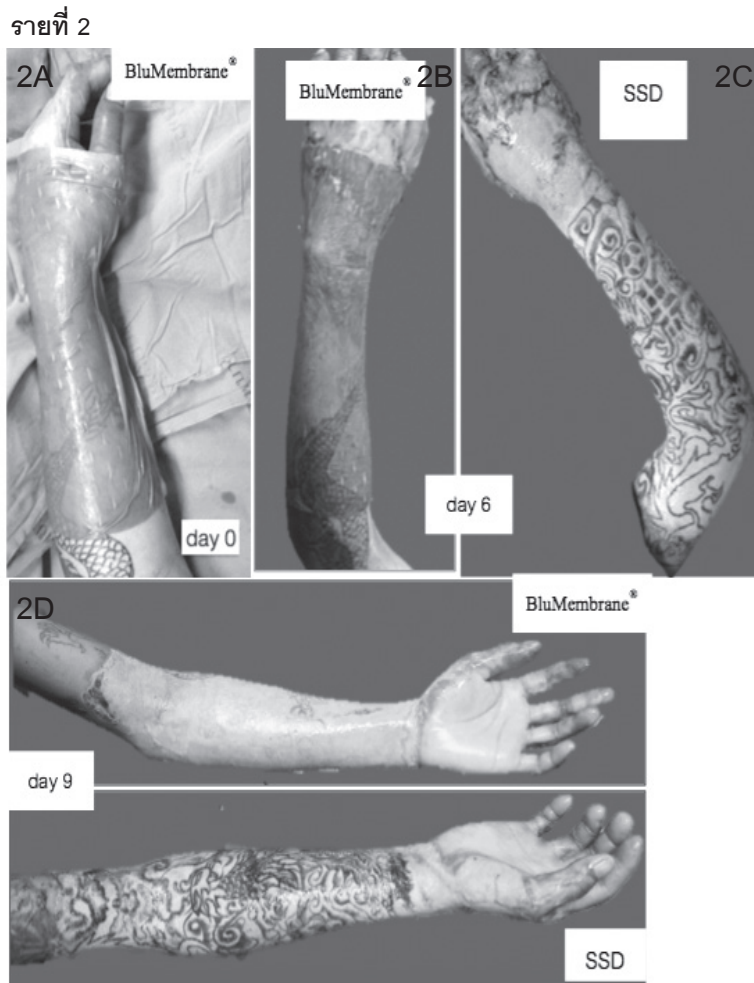 รายที่ 2
2A
BluMembrane®
BluMembrane®
2B
SSD
2C
day 0
day 6
2D
BluMembrane®
day 9
SSD